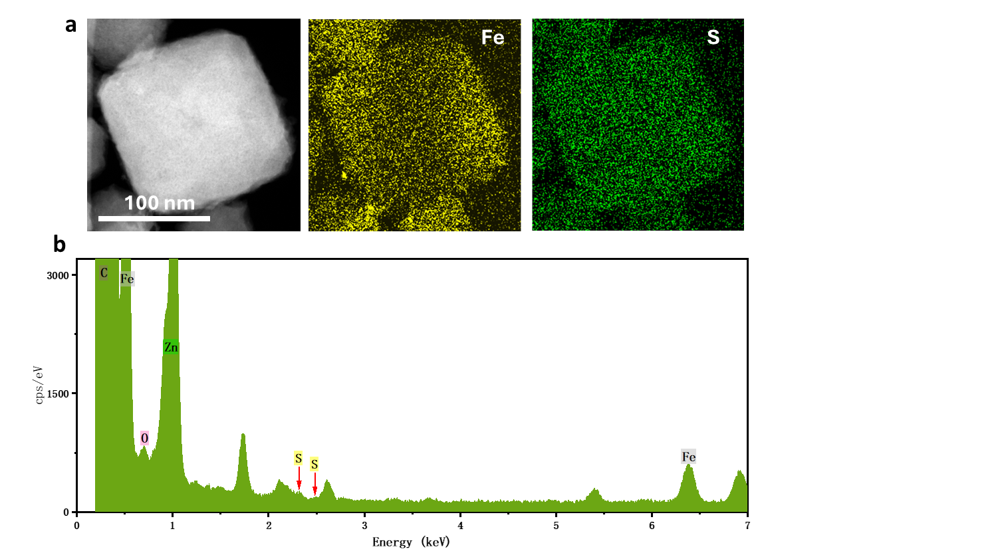 a
Fe
S
100 nm
b
3000
1500
0
cps/eV
C
Fe
O
Zn
S
S
Fe
0 1 2 3 4 5 6 7
Energy (keV)